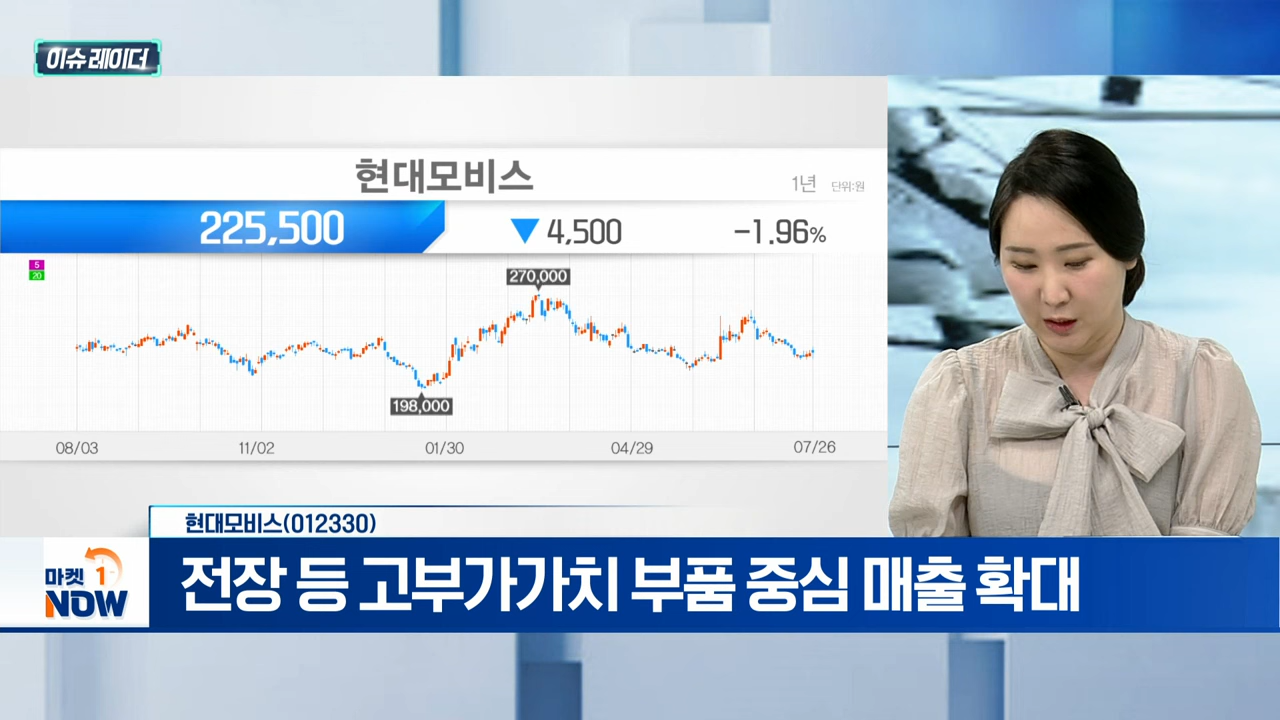 이슈 레이더
현대모비스
1년 단위:원
225,500 ▼ 4,500 -1.96%
5
20
270,000
198,000
08/03 11/02 01/30 04/29 07/26
현대모비스(012330)
마켓 1
NOW
전장 등 고부가가치 부품 중심 매출 확대